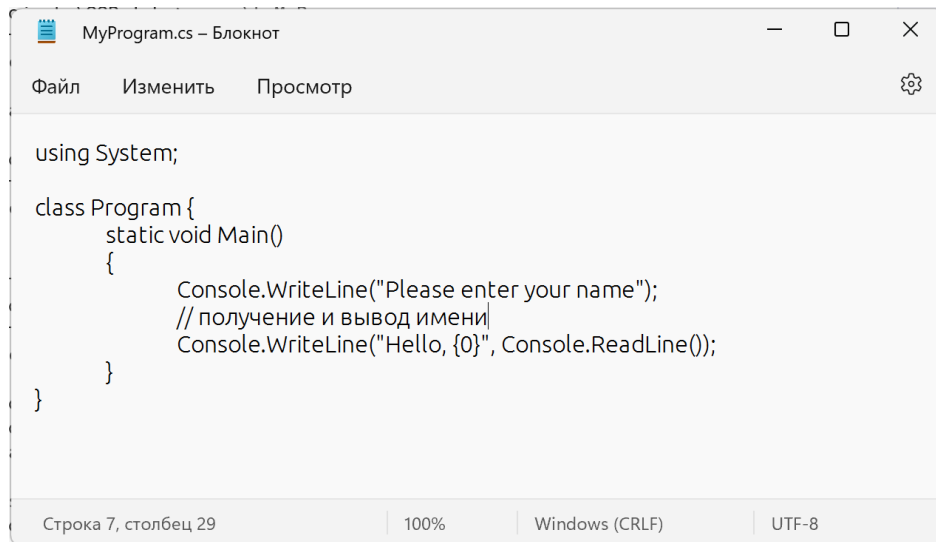 MyProgram.cs – Блокнот
Файл Изменить Просмотр
using System;
class Program {
static void Main()
{
Console.WriteLine("Please enter your name");
// получение и вывод имени
Console.WriteLine("Hello, {0}", Console.ReadLine());
}
}
Строка 7, столбец 29 100% Windows (CRLF) UTF-8